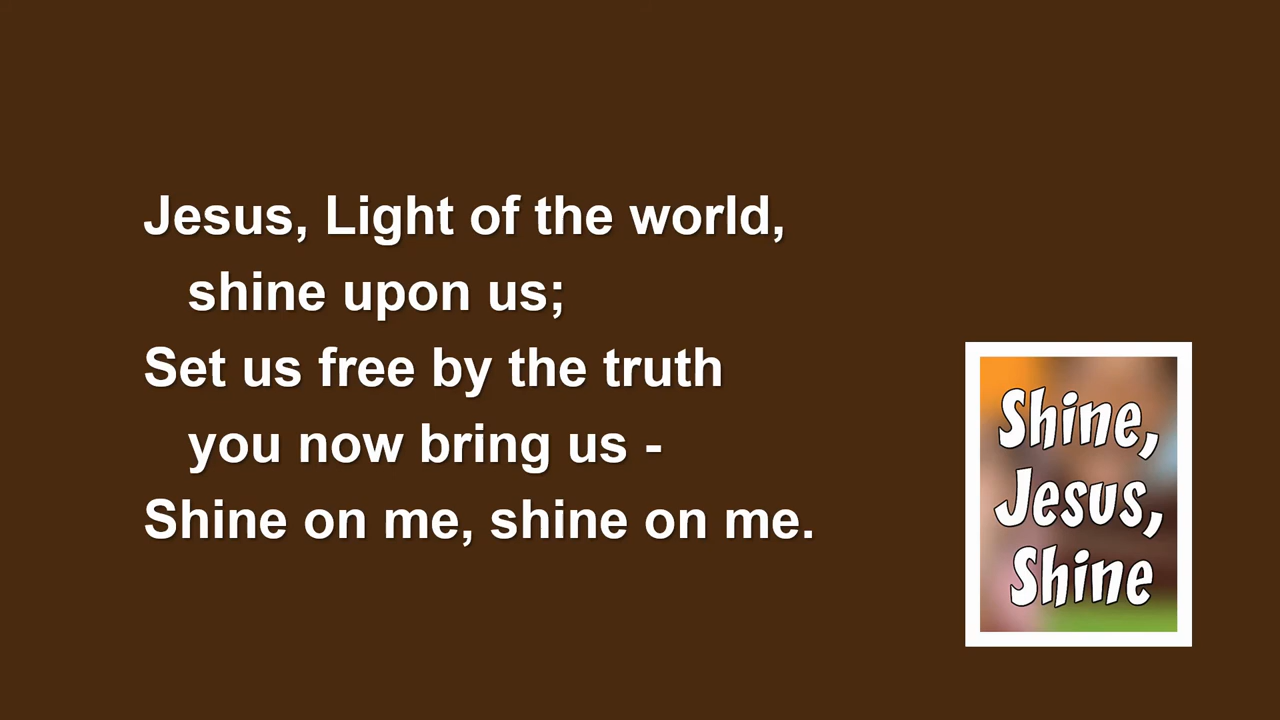 Jesus, Light of the world,
shine upon us;
Set us free by the truth
you now bring us -
Shine on me, shine on me.
Shine,
Jesus,
Shine